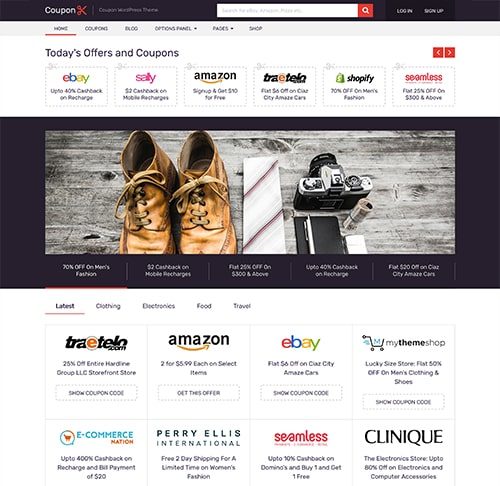 Coupon
Coupon WordPress Theme
Search for eBay, Amazon, Pizza etc.
LOG IN
SIGN UP
HOME
COUPONS
BLOG
OPTIONS PANEL
PAGES
SHOP
Today's Offers and Coupons
ebay
Upto 40% Cashback
on Recharge
sally
$2 Cashback on
Mobile Recharges
amazon
Signup & Get $10
for Free
traetelo
.com
Flat $6 Off on Ciaz
City Amaze Cars
shopify
70% OFF On Men's
Fashion
seamless
Flat 25% OFF On
$300 & Above
70% OFF On Men's
Fashion
$2 Cashback on
Mobile Recharges
Flat 25% OFF On
$300 & Above
Upto 40% Cashback
on Recharge
Flat $20 Off on Ciaz
City Amaze Cars
Latest
Clothing
Electronics
Food
Travel
traetelo
.com
25% Off Entire Hardline
Group LLC Storefront Store
SHOW COUPON CODE
amazon
2 for $5.99 Each on Select
Items
GET THIS OFFER
ebay
Flat $6 Off on Ciaz City
Amaze Cars
SHOW COUPON CODE
mythemeshop
Lucky Size Store: Flat 50%
OFF On Men's Clothing &
Shoes
SHOW COUPON CODE
E-COMMERCE
NATION
Upto 400% Cashback on
Recharge and Bill Payment
of $20
PERRY ELLIS
INTERNATIONAL
Free 2 Day Shipping For A
Limited Time on Women's
Fashion
seamless
Upto 10% Cashback on
Domino's and Buy 1 and Get
1 Free
CLINIQUE
The Electronics Store: Upto
80% Off on Electronics and
Computer Accessories